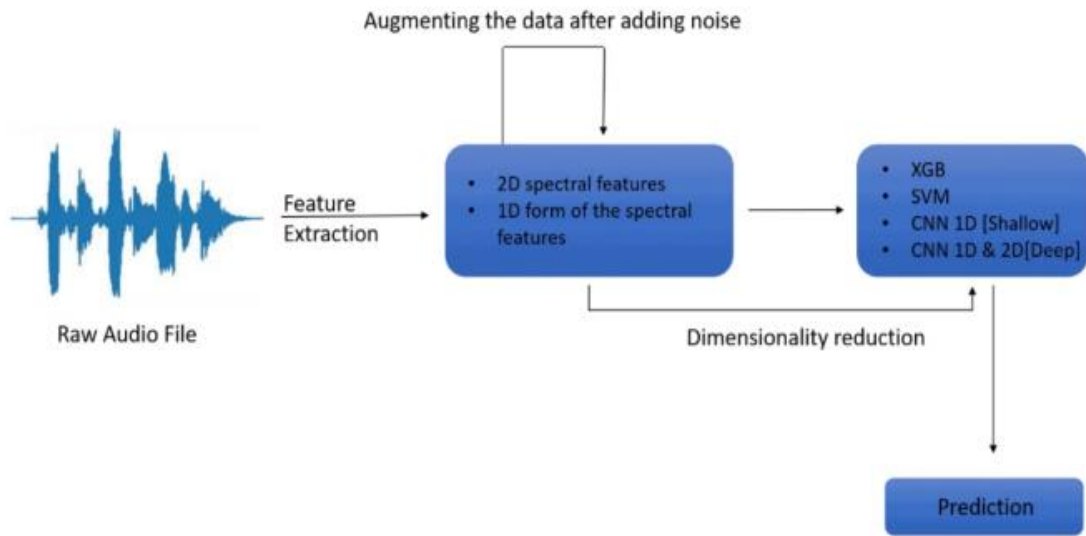 Augmenting the data after adding noise
Raw Audio File
Feature
Extraction
• 2D spectral features
• 1D form of the spectral
features
• XGB
• SVM
• CNN 1D [Shallow]
• CNN 1D & 2D[Deep]
Dimensionality reduction
Prediction